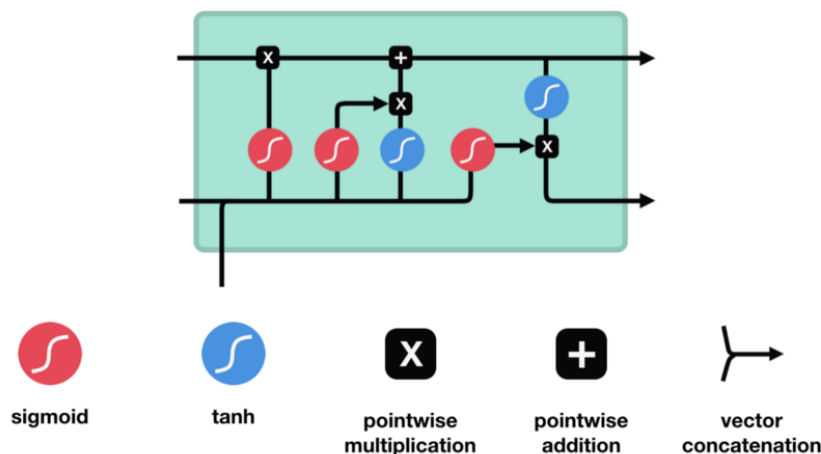 X
+
X
X
X
+
sigmoid
tanh
pointwise
multiplication
pointwise
addition
vector
concatenation